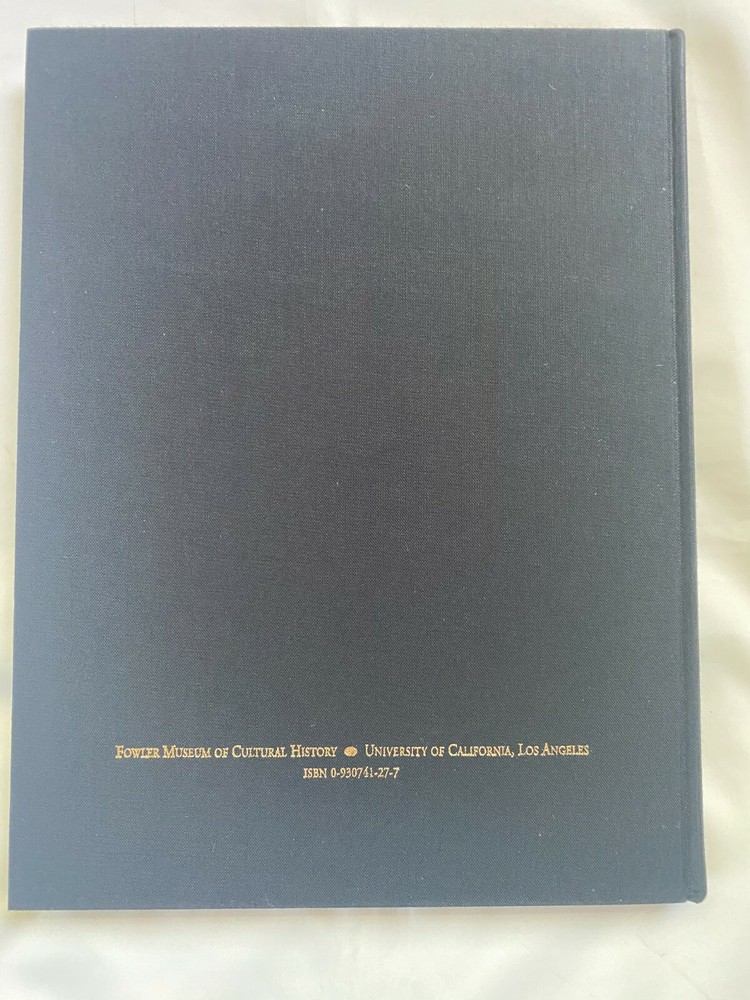 Fowler Museum of Cultural History University of California, Los Angeles
ISBN 0-930741-27-7